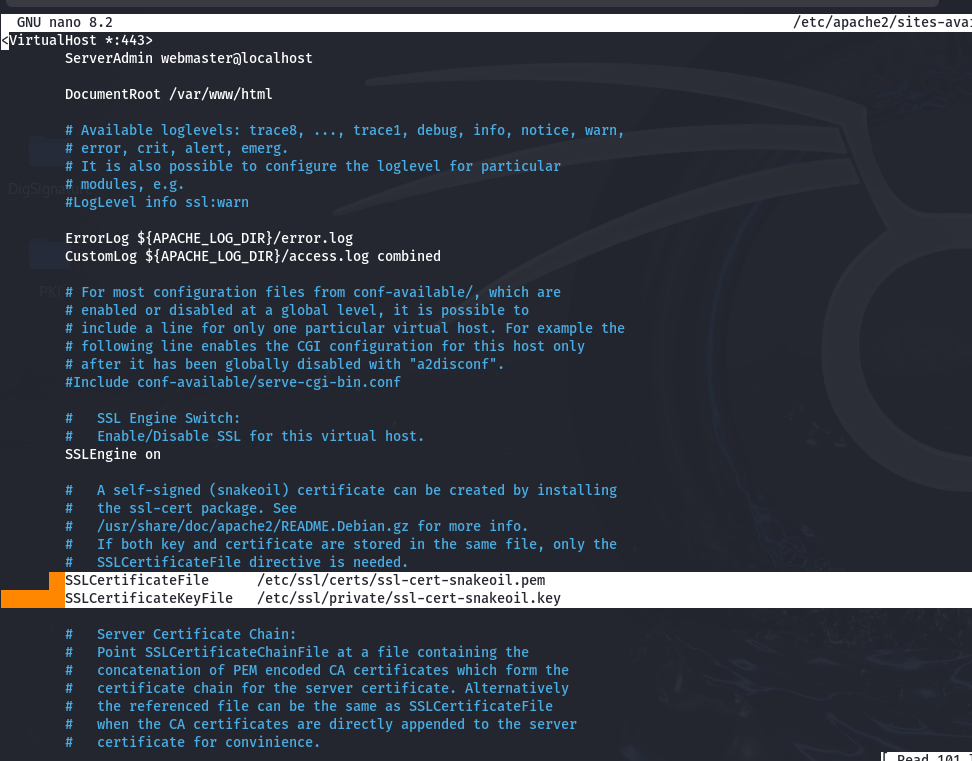 GNU nano 8.2 /etc/apache2/sites-ava
<VirtualHost *:443>
ServerAdmin webmaster@localhost
DocumentRoot /var/www/html
# Available loglevels: trace8, ..., trace1, debug, info, notice, warn,
# error, crit, alert, emerg.
# It is also possible to configure the loglevel for particular
# modules, e.g.
#LogLevel info ssl:warn
ErrorLog ${APACHE_LOG_DIR}/error.log
CustomLog ${APACHE_LOG_DIR}/access.log combined
# For most configuration files from conf-available/, which are
# enabled or disabled at a global level, it is possible to
# include a line for only one particular virtual host. For example the
# following line enables the CGI configuration for this host only
# after it has been globally disabled with "a2disconf".
#Include conf-available/serve-cgi-bin.conf
#   SSL Engine Switch:
#   Enable/Disable SSL for this virtual host.
SSLEngine on
#   A self-signed (snakeoil) certificate can be created by installing
#   the ssl-cert package. See
#   /usr/share/doc/apache2/README.Debian.gz for more info.
#   If both key and certificate are stored in the same file, only the
#   SSLCertificateFile directive is needed.
SSLCertificateFile      /etc/ssl/certs/ssl-cert-snakeoil.pem
SSLCertificateKeyFile   /etc/ssl/private/ssl-cert-snakeoil.key
#   Server Certificate Chain:
#   Point SSLCertificateChainFile at a file containing the
#   concatenation of PEM encoded CA certificates which form the
#   certificate chain for the server certificate. Alternatively
#   the referenced file can be the same as SSLCertificateFile
#   when the CA certificates are directly appended to the server
#   certificate for convinience.
[ Read 101